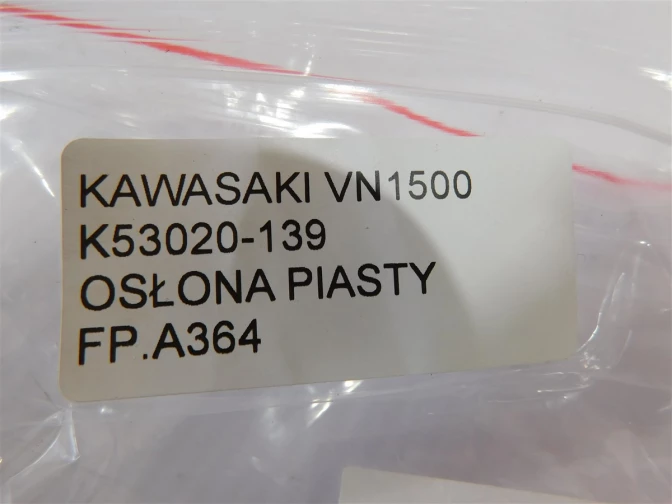 KAWASAKI VN1500
K53020-139
OSŁONA PIASTY
FP.A364